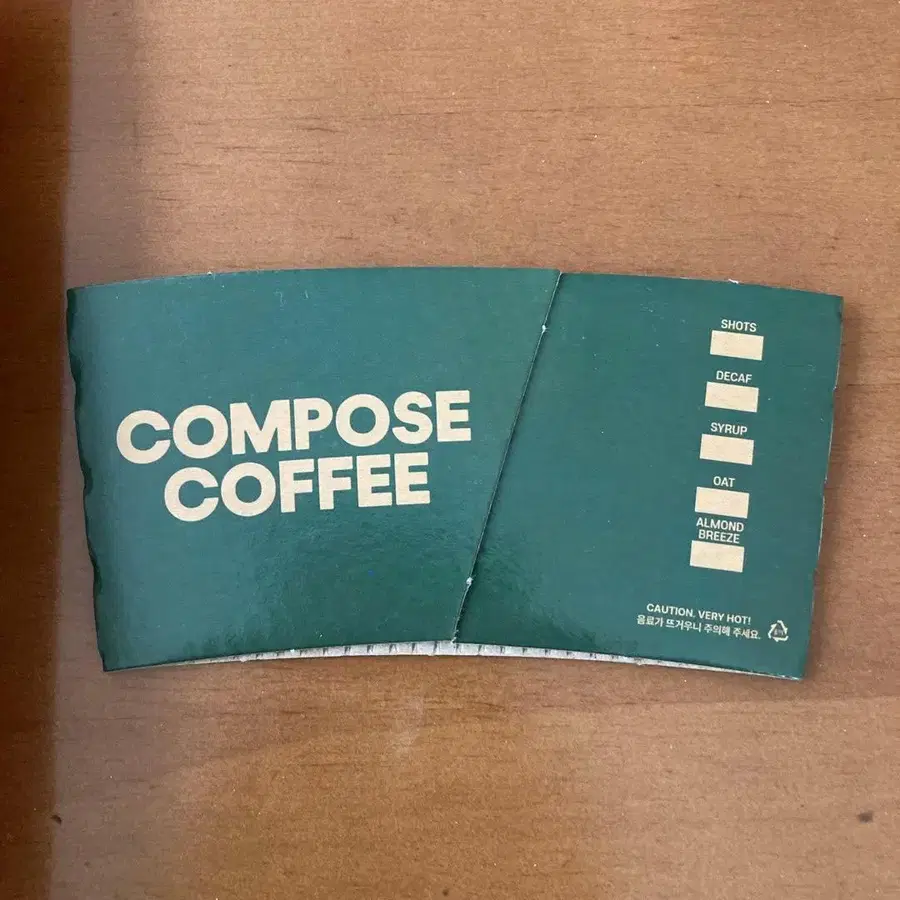 COMPOSE
COFFEE
SHOTS
DECAF
SYRUP
OAT
ALMOND
BREEZE
CAUTION, VERY HOT!
음료가 뜨거우니 주의해 주세요.